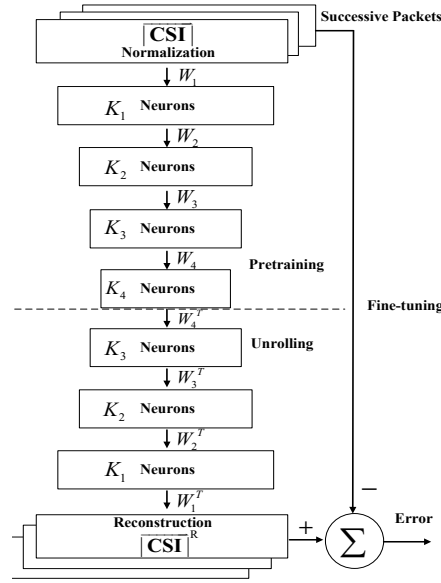 Successive Packets
|CSI|
Normalization
W₁
K₁ Neurons
W₂
K₂ Neurons
W₃
K₃ Neurons
W₄
Pretraining
K₄ Neurons
Fine-tuning
W₄ᵀ
Unrolling
K₃ Neurons
W₃ᵀ
K₂ Neurons
W₂ᵀ
K₁ Neurons
W₁ᵀ
Reconstruction
|CSI|ᴿ
+
−
∑
Error